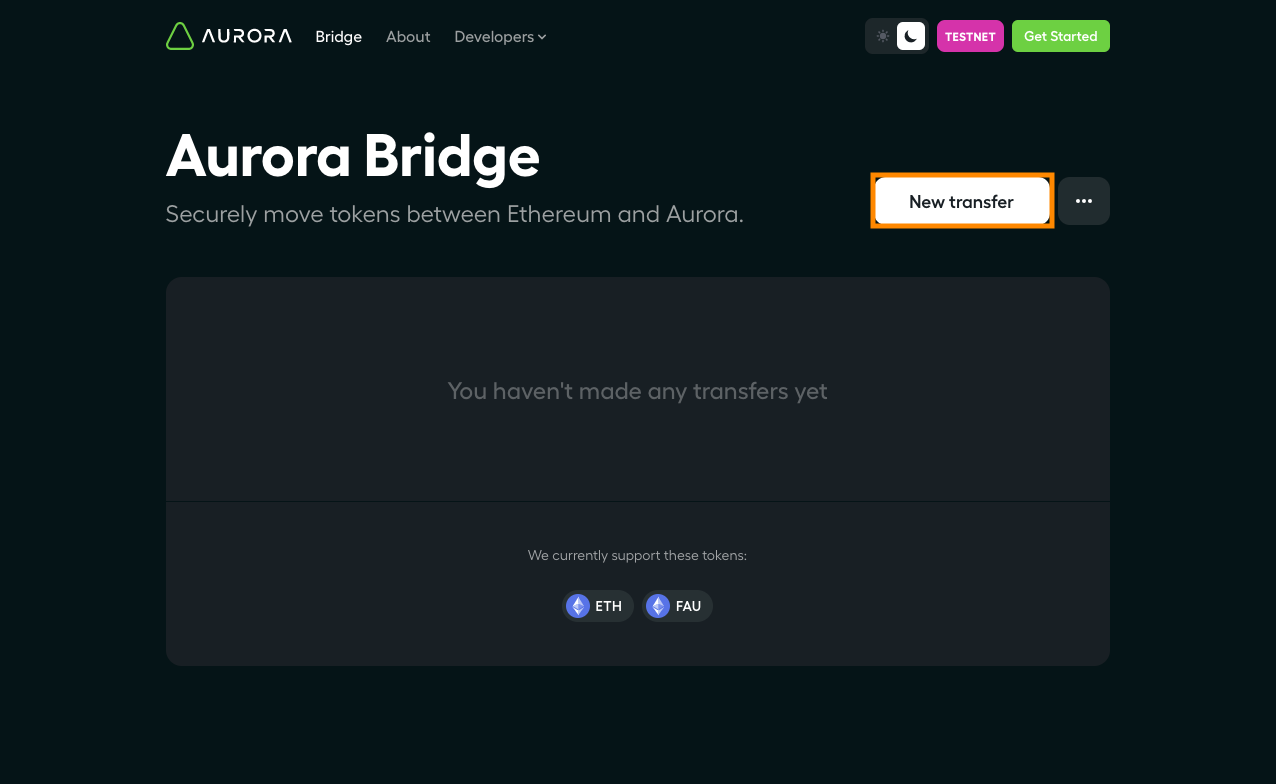 AURORA Bridge About Developers TESTNET Get Started
Aurora Bridge
Securely move tokens between Ethereum and Aurora.
New transfer
You haven't made any transfers yet
We currently support these tokens:
ETH FAU